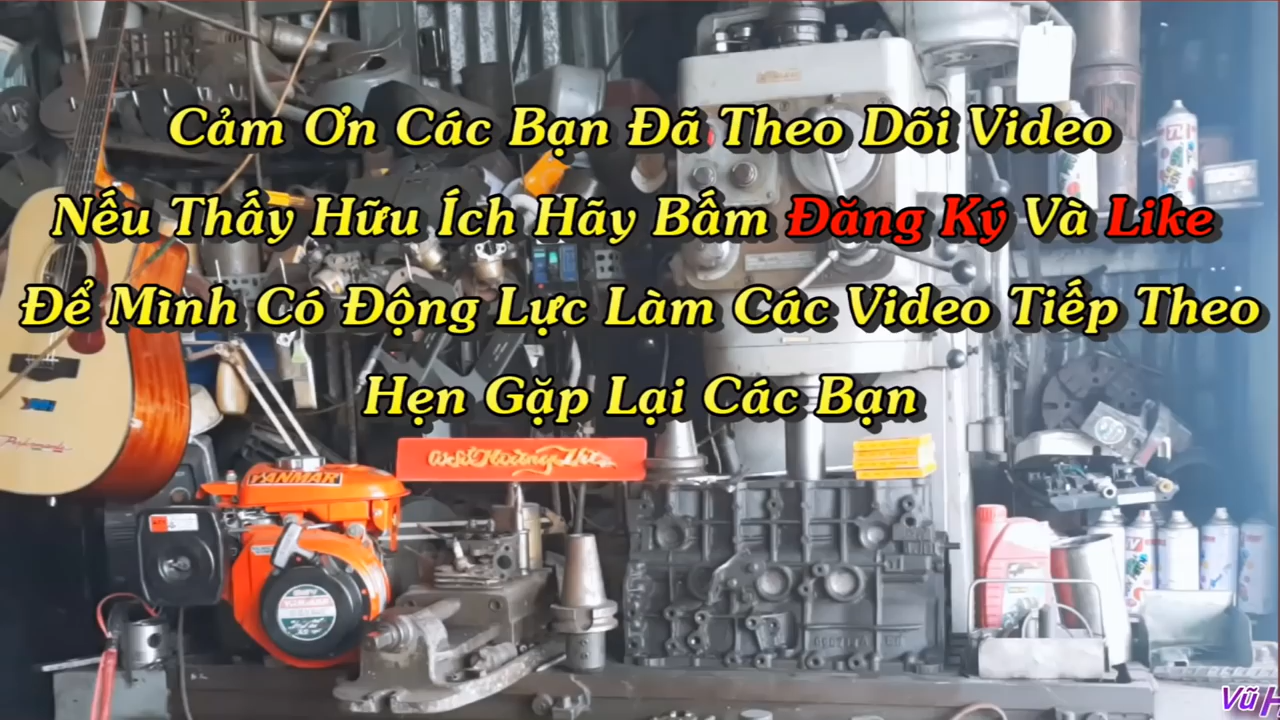 Cảm Ơn Các Bạn Đã Theo Dõi Video
Nếu Thấy Hữu Ích Hãy Bấm Đăng Ký Và Like
Để Mình Có Động Lực Làm Các Video Tiếp Theo
Hẹn Gặp Lại Các Bạn
YANMAR
Vũ H